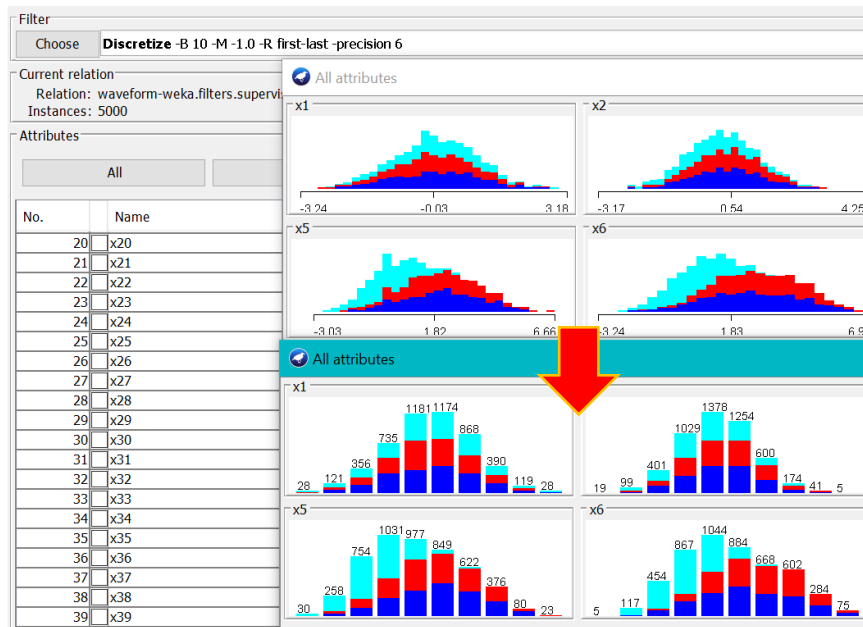 Filter
Choose Discretize -B 10 -M -1.0 -R first-last -precision 6
Current relation
Relation: waveform-weka.filters.supervi
Instances: 5000
Attributes
All
No. Name
20 x20
21 x21
22 x22
23 x23
24 x24
25 x25
26 x26
27 x27
28 x28
29 x29
30 x30
31 x31
32 x32
33 x33
34 x34
35 x35
36 x36
37 x37
38 x38
39 x39
All attributes
x1 x2
-3.24 -0.03 3.18 -3.17 0.54 4.25
x5 x6
-3.03 1.82 6.66 -3.24 1.83 6.9
All attributes
x1
28 121 356 735 1181 1174 868 390 119 28
19 99 401 1029 1378 1254 600 174 41 5
x5 x6
30 258 754 1031 977 849 622 376 80 23
5 117 454 867 1044 884 668 602 284 75